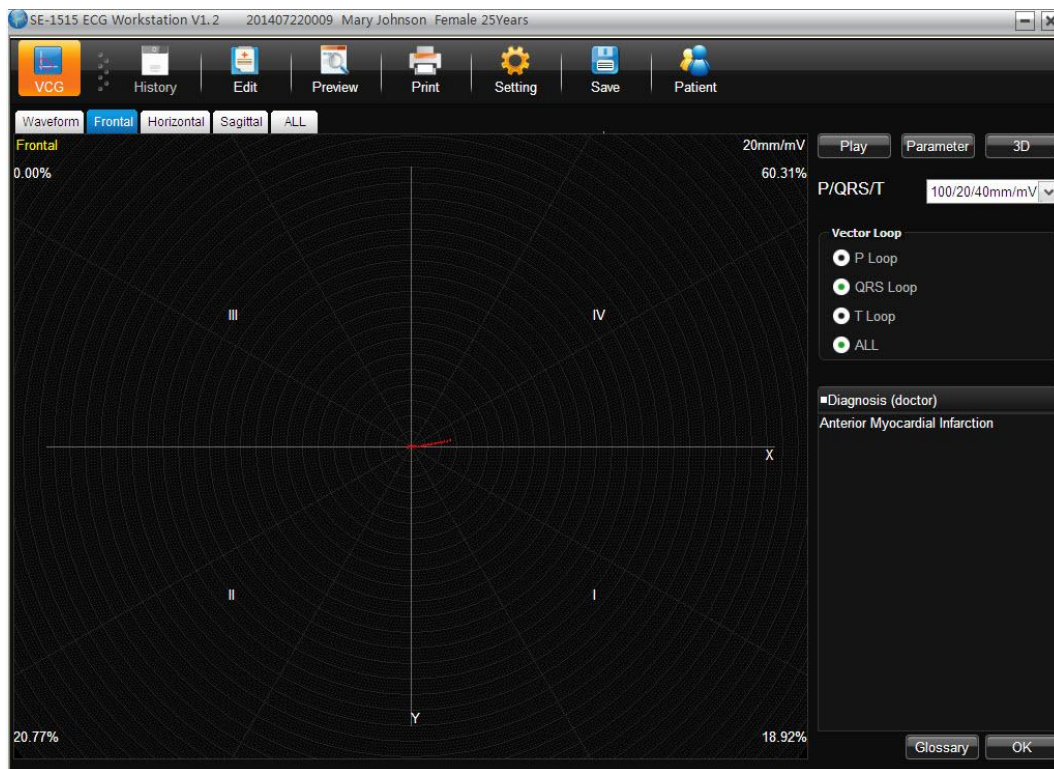 SE-1515 ECG Workstation V1.2 201407220009 Mary Johnson Female 25Years
VCG History Edit Preview Print Setting Save Patient
Waveform Frontal Horizontal Sagittal ALL
Frontal 20mm/mV
0.00% 60.31%
Play Parameter 3D
P/QRS/T 100/20/40mm/mV
Vector Loop
P Loop
QRS Loop
T Loop
ALL
III IV
Diagnosis (doctor)
Anterior Myocardial Infarction
X
II I
Y
20.77% 18.92%
Glossary OK